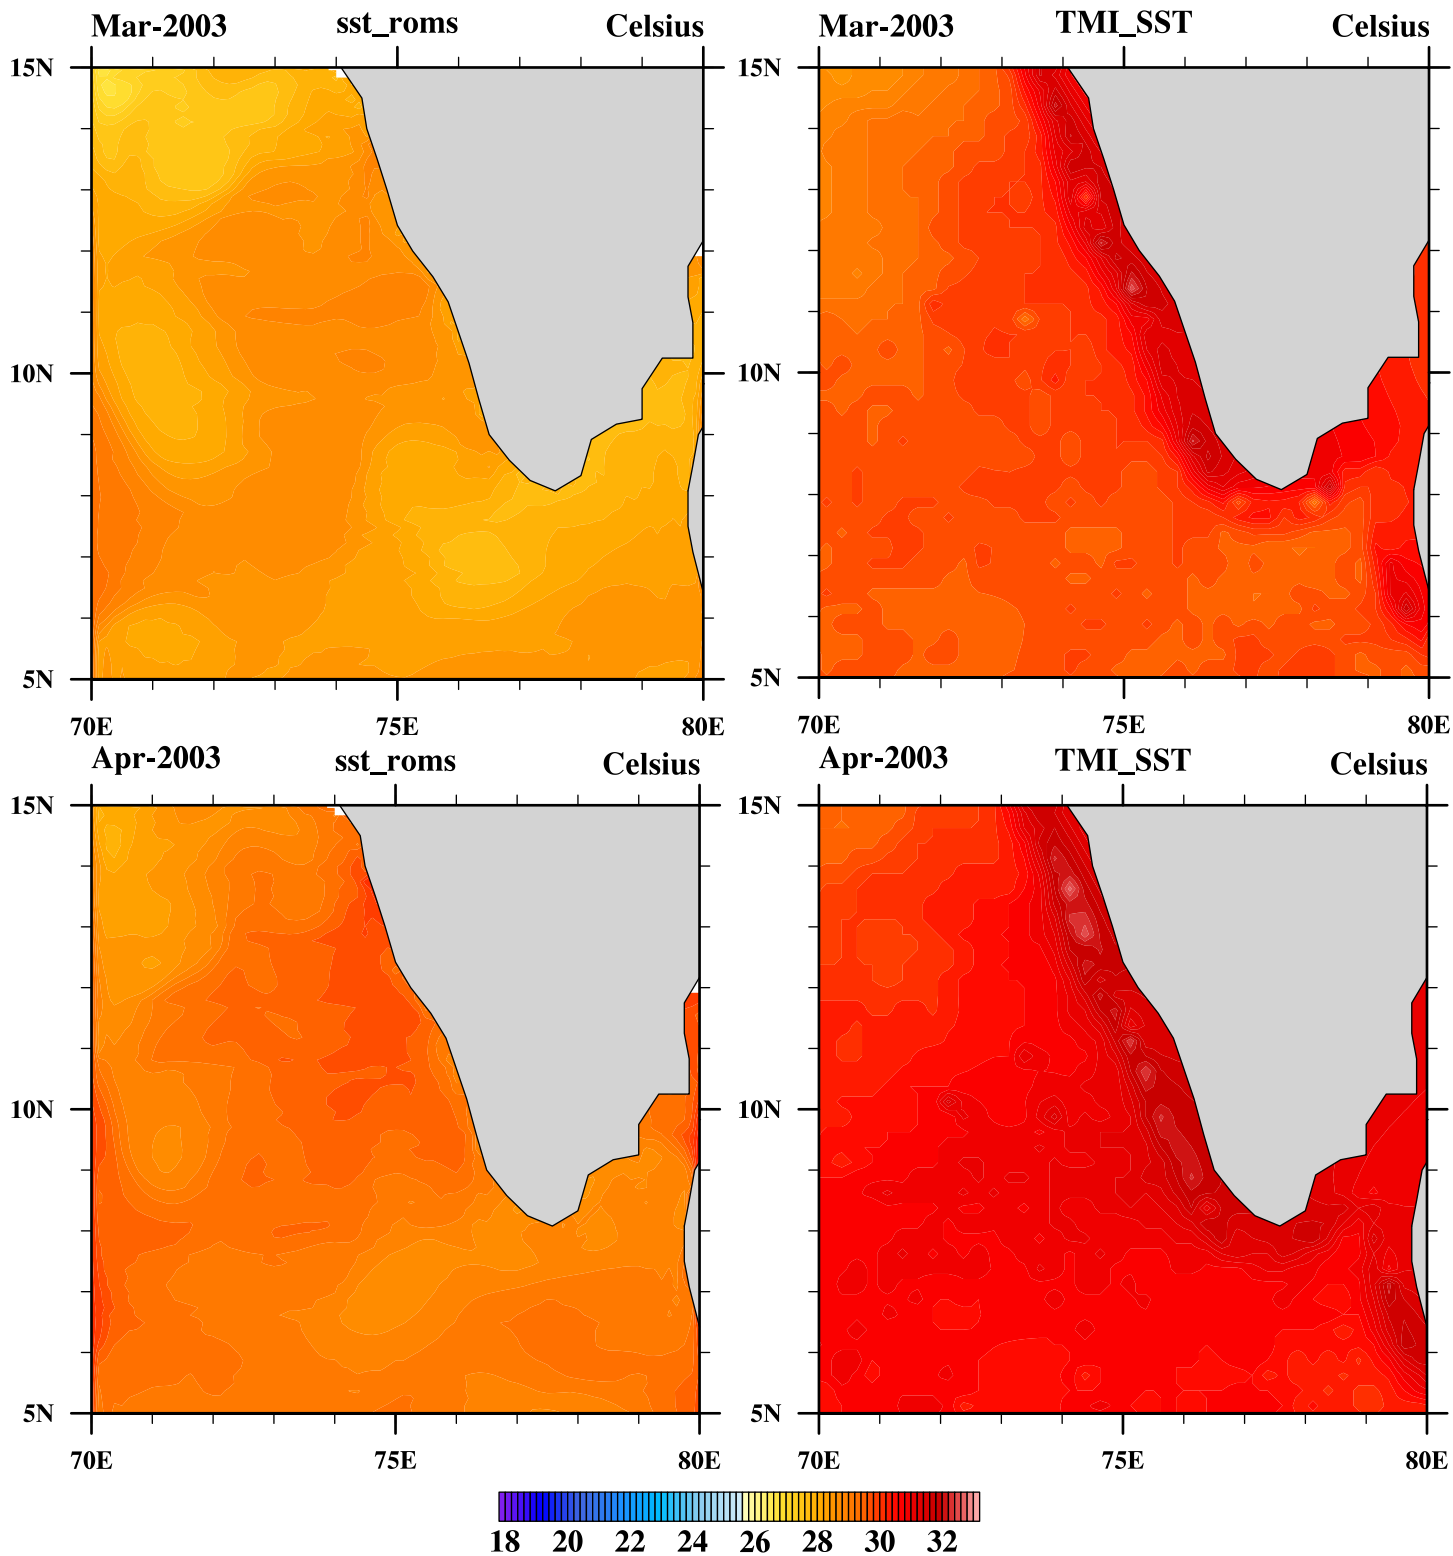 Mar-2003 sst_roms Celsius Mar-2003 TMI_SST Celsius
15N 15N
10N 10N
5N 5N
70E 75E 80E 70E 75E 80E
Apr-2003 sst_roms Celsius Apr-2003 TMI_SST Celsius
15N 15N
10N 10N
5N 5N
70E 75E 80E 70E 75E 80E
18 20 22 24 26 28 30 32